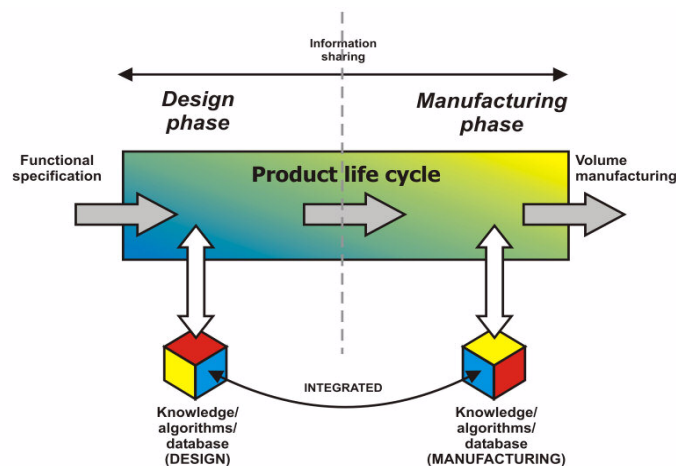 Information
sharing
Design
phase
Manufacturing
phase
Functional
specification
Product life cycle
Volume
manufacturing
INTEGRATED
Knowledge/
algorithms/
database
(DESIGN)
Knowledge/
algorithms/
database
(MANUFACTURING)